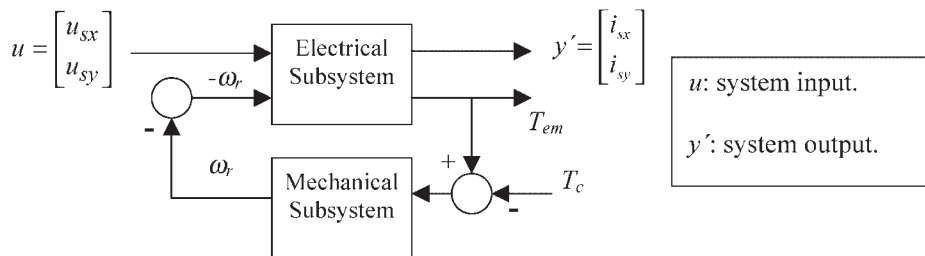 u = [u_sx u_sy]
Electrical Subsystem
y´= [i_sx i_sy]
-ω_r
-
T_em
ω_r
Mechanical Subsystem
+
T_c
-
u: system input.
y´: system output.